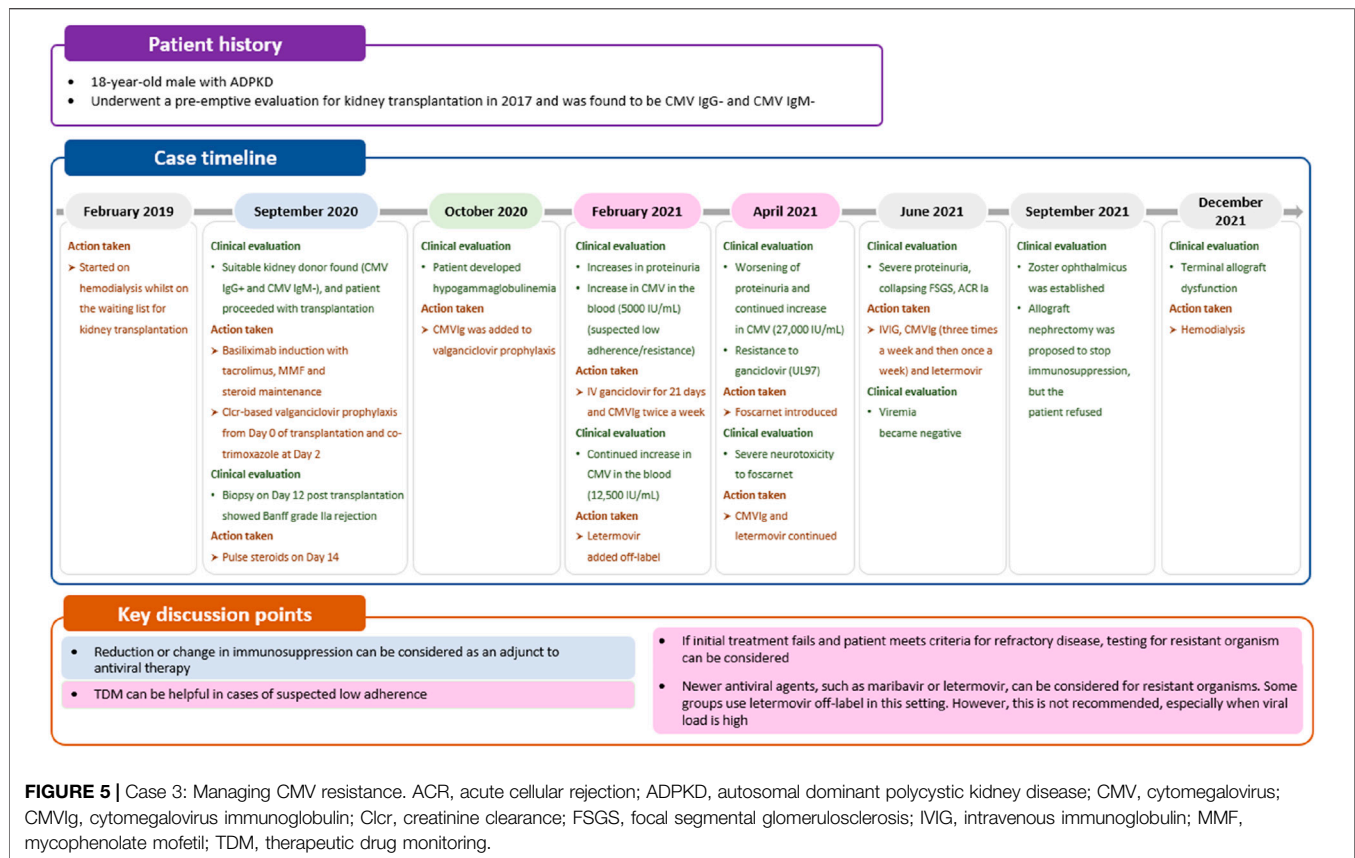 Patient history
• 18-year-old male with ADPKD
• Underwent a pre-emptive evaluation for kidney transplantation in 2017 and was found to be CMV IgG- and CMV IgM-
Case timeline
February 2019
Action taken
➤ Started on
hemodialysis whilst on
the waiting list for
kidney transplantation
September 2020
Clinical evaluation
• Suitable kidney donor found (CMV
IgG+ and CMV IgM-), and patient
proceeded with transplantation
Action taken
➤ Basiliximab induction with
tacrolimus, MMF and
steroid maintenance
➤ Clcr-based valganciclovir prophylaxis
from Day 0 of transplantation and co-
trimoxazole at Day 2
Clinical evaluation
• Biopsy on Day 12 post transplantation
showed Banff grade IIa rejection
Action taken
➤ Pulse steroids on Day 14
October 2020
Clinical evaluation
• Patient developed
hypogammaglobulinemia
Action taken
➤ CMVIg was added to
valganciclovir prophylaxis
February 2021
Clinical evaluation
• Increases in proteinuria
• Increase in CMV in the
blood (5000 IU/mL)
(suspected low
adherence/resistance)
Action taken
➤ IV ganciclovir for 21 days
and CMVIg twice a week
Clinical evaluation
• Continued increase in
CMV in the blood
(12,500 IU/mL)
Action taken
➤ Letermovir
added off-label
April 2021
Clinical evaluation
• Worsening of
proteinuria and
continued increase
in CMV (27,000 IU/mL)
• Resistance to
ganciclovir (UL97)
Action taken
➤ Foscarnet introduced
Clinical evaluation
• Severe neurotoxicity
to foscarnet
Action taken
➤ CMVIg and
letermovir continued
June 2021
Clinical evaluation
• Severe proteinuria,
collapsing FSGS, ACR Ia
Action taken
➤ IVIG, CMVIg (three times
a week and then once a
week) and letermovir
Clinical evaluation
• Viremia
became negative
September 2021
Clinical evaluation
• Zoster ophthalmicus
was established
• Allograft
nephrectomy was
proposed to stop
immunosuppression,
but the
patient refused
December
2021
Clinical evaluation
• Terminal allograft
dysfunction
Action taken
➤ Hemodialysis
Key discussion points
• Reduction or change in immunosuppression can be considered as an adjunct to
antiviral therapy
• TDM can be helpful in cases of suspected low adherence
• If initial treatment fails and patient meets criteria for refractory disease, testing for resistant organism
can be considered
• Newer antiviral agents, such as maribavir or letermovir, can be considered for resistant organisms. Some
groups use letermovir off-label in this setting. However, this is not recommended, especially when viral
load is high
FIGURE 5 | Case 3: Managing CMV resistance. ACR, acute cellular rejection; ADPKD, autosomal dominant polycystic kidney disease; CMV, cytomegalovirus;
CMVIg, cytomegalovirus immunoglobulin; Clcr, creatinine clearance; FSGS, focal segmental glomerulosclerosis; IVIG, intravenous immunoglobulin; MMF,
mycophenolate mofetil; TDM, therapeutic drug monitoring.